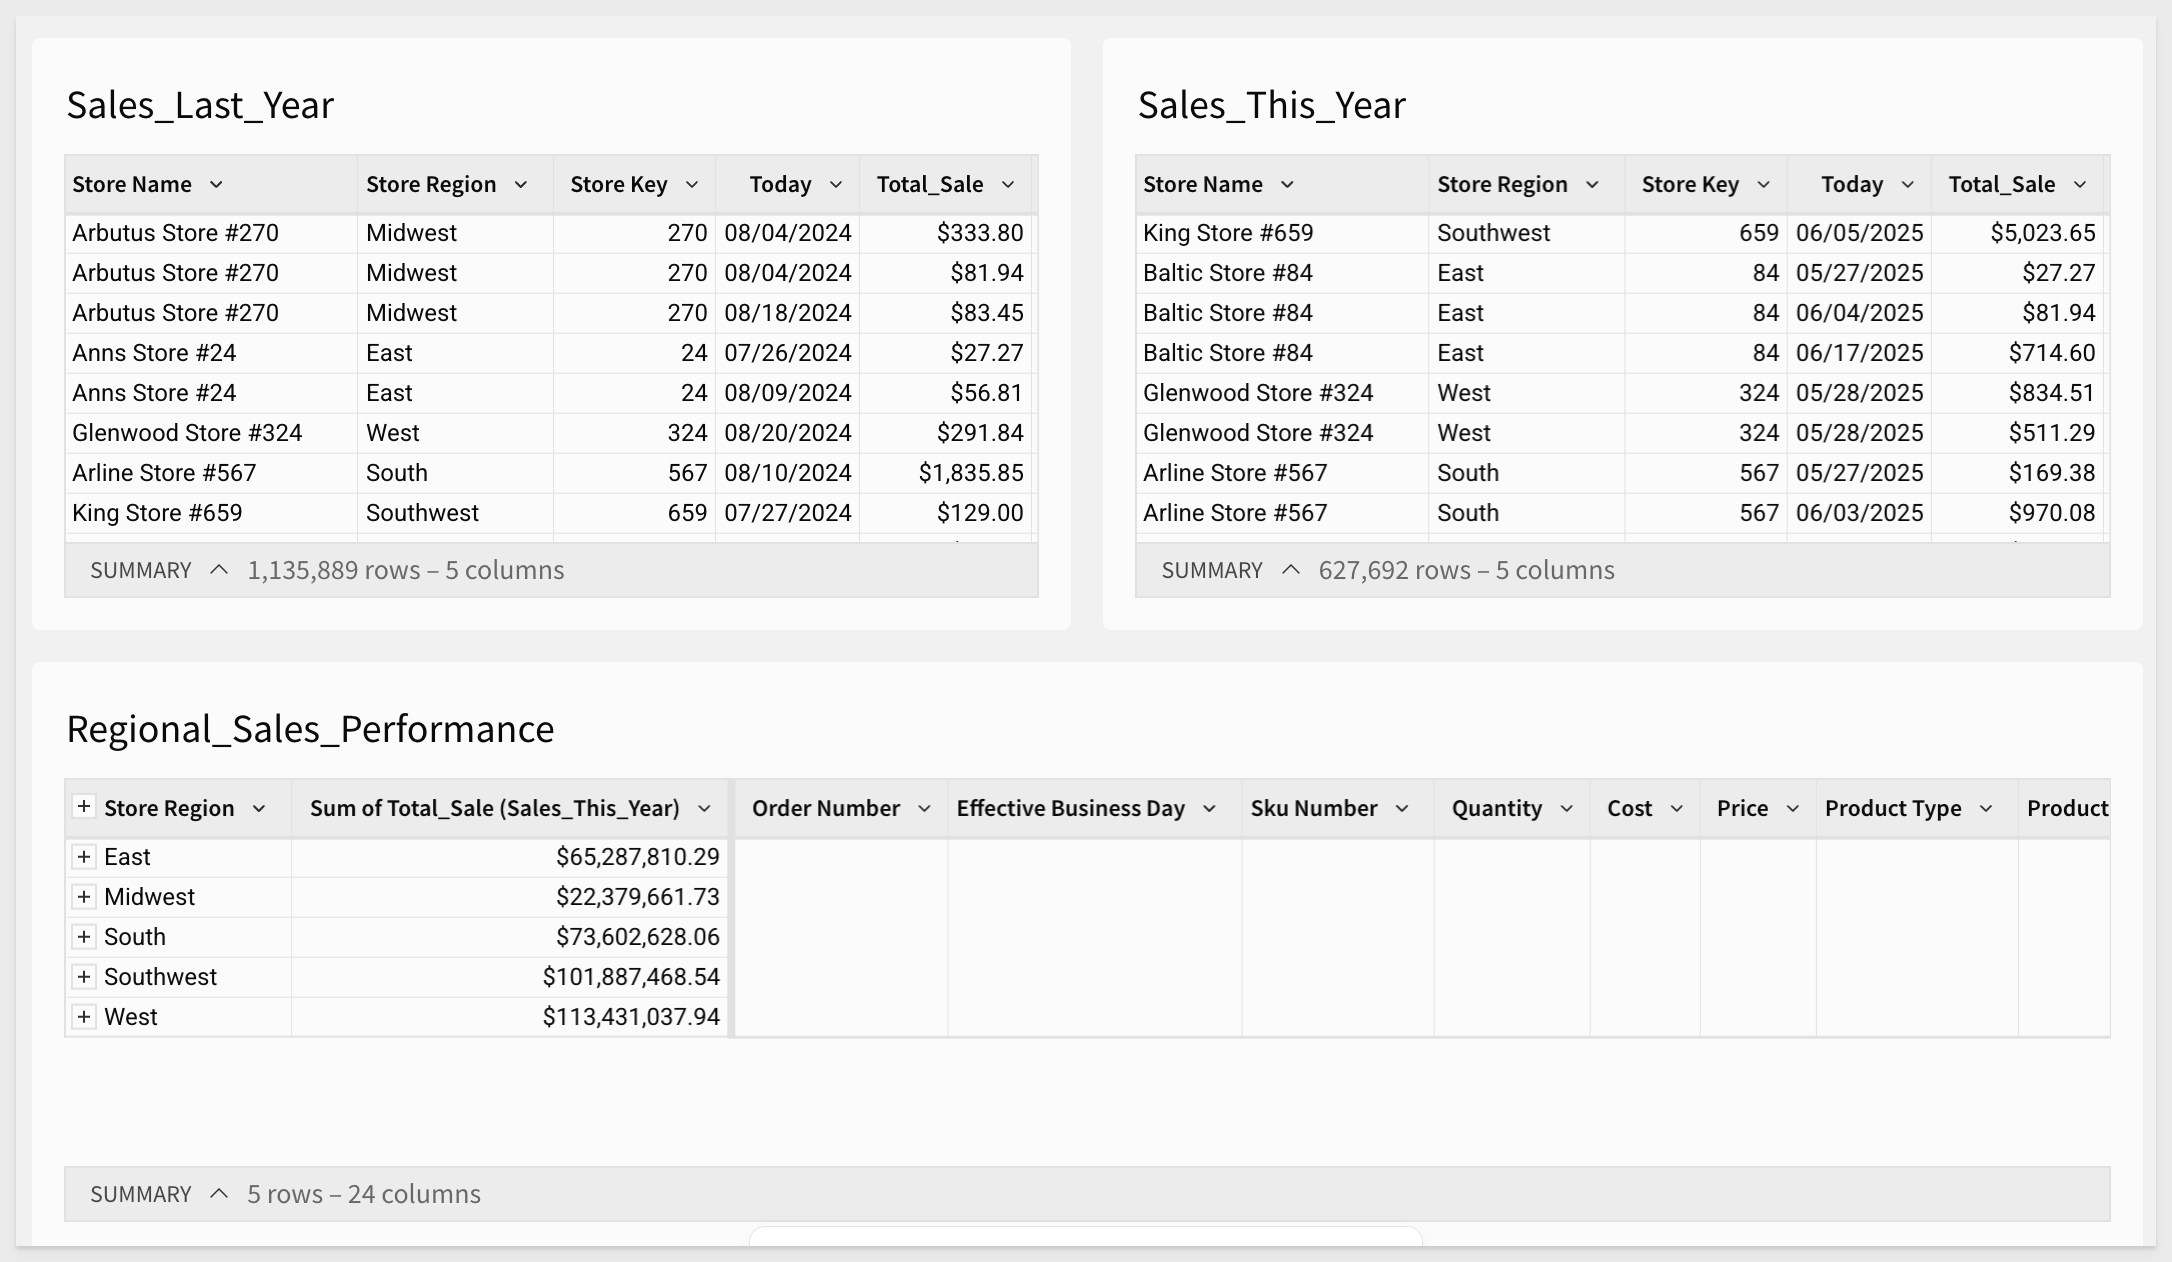 Sales_Last_Year
Store Name Store Region Store Key Today Total_Sale
Arbutus Store #270 Midwest 270 08/04/2024 $333.80
Arbutus Store #270 Midwest 270 08/04/2024 $81.94
Arbutus Store #270 Midwest 270 08/18/2024 $83.45
Anns Store #24 East 24 07/26/2024 $27.27
Anns Store #24 East 24 08/09/2024 $56.81
Glenwood Store #324 West 324 08/20/2024 $291.84
Arline Store #567 South 567 08/10/2024 $1,835.85
King Store #659 Southwest 659 07/27/2024 $129.00
SUMMARY 1,135,889 rows – 5 columns
Sales_This_Year
Store Name Store Region Store Key Today Total_Sale
King Store #659 Southwest 659 06/05/2025 $5,023.65
Baltic Store #84 East 84 05/27/2025 $27.27
Baltic Store #84 East 84 06/04/2025 $81.94
Baltic Store #84 East 84 06/17/2025 $714.60
Glenwood Store #324 West 324 05/28/2025 $834.51
Glenwood Store #324 West 324 05/28/2025 $511.29
Arline Store #567 South 567 05/27/2025 $169.38
Arline Store #567 South 567 06/03/2025 $970.08
SUMMARY 627,692 rows – 5 columns
Regional_Sales_Performance
+ Store Region Sum of Total_Sale (Sales_This_Year) Order Number Effective Business Day Sku Number Quantity Cost Price Product Type Product
+ East $65,287,810.29
+ Midwest $22,379,661.73
+ South $73,602,628.06
+ Southwest $101,887,468.54
+ West $113,431,037.94
SUMMARY 5 rows – 24 columns